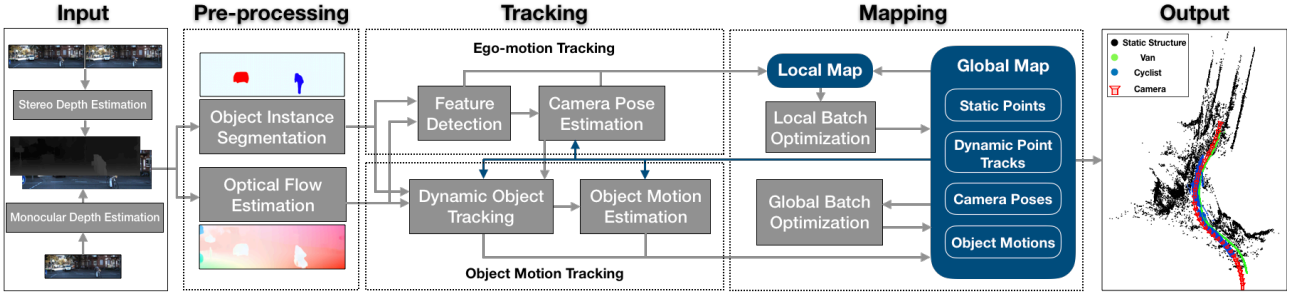 Input
Pre-processing
Tracking
Mapping
Output
Stereo Depth Estimation
Monocular Depth Estimation
Object Instance
Segmentation
Optical Flow
Estimation
Ego-motion Tracking
Feature
Detection
Camera Pose
Estimation
Dynamic Object
Tracking
Object Motion
Estimation
Object Motion Tracking
Local Map
Local Batch
Optimization
Global Batch
Optimization
Global Map
Static Points
Dynamic Point
Tracks
Camera Poses
Object Motions
Static Structure
Van
Cyclist
Camera